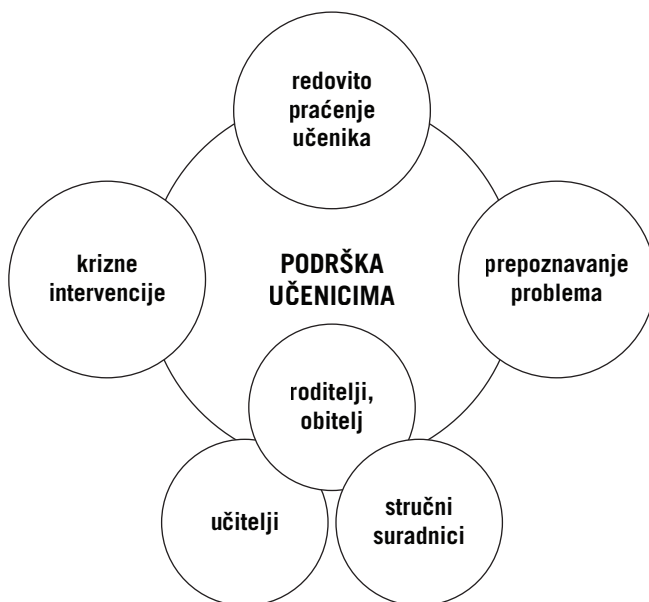 redovito
praćenje
učenika
krizne
intervencije
PODRŠKA
UČENICIMA
prepoznavanje
problema
roditelji,
obitelj
učitelji
stručni
suradnici